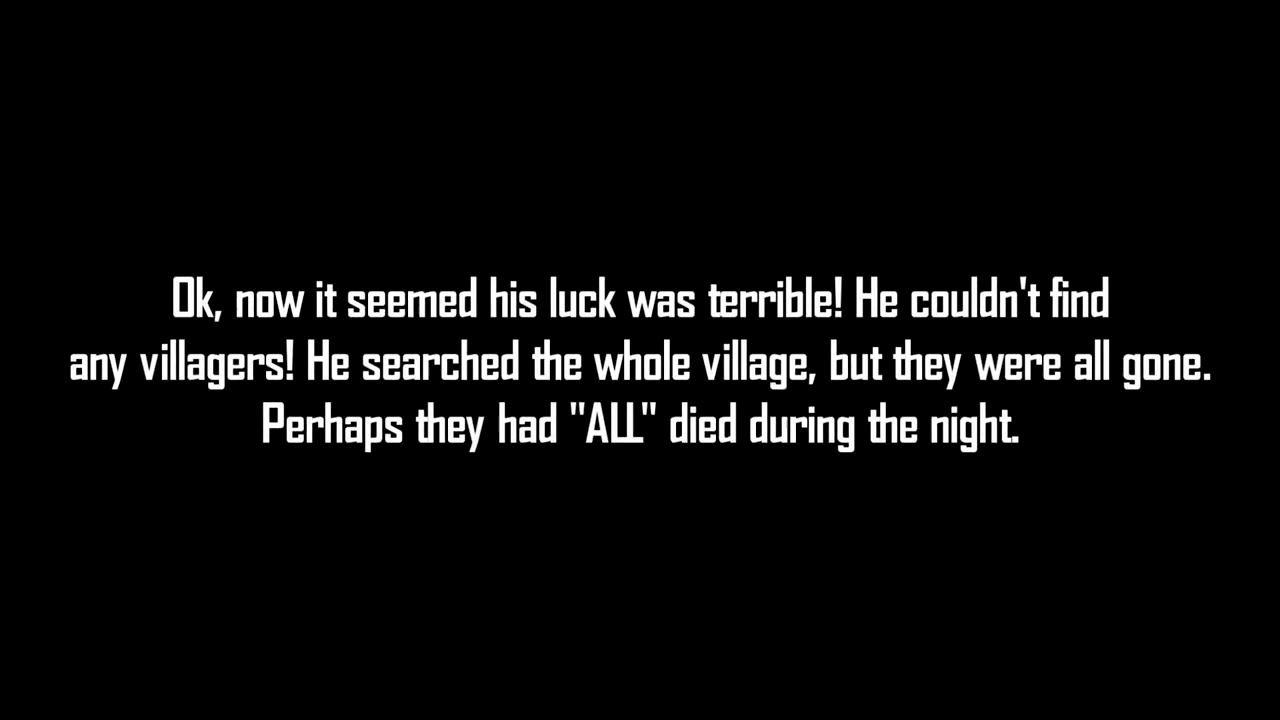 Ok, now it seemed his luck was terrible! He couldn't find
any villagers! He searched the whole village, but they were all gone.
Perhaps they had "ALL" died during the night.